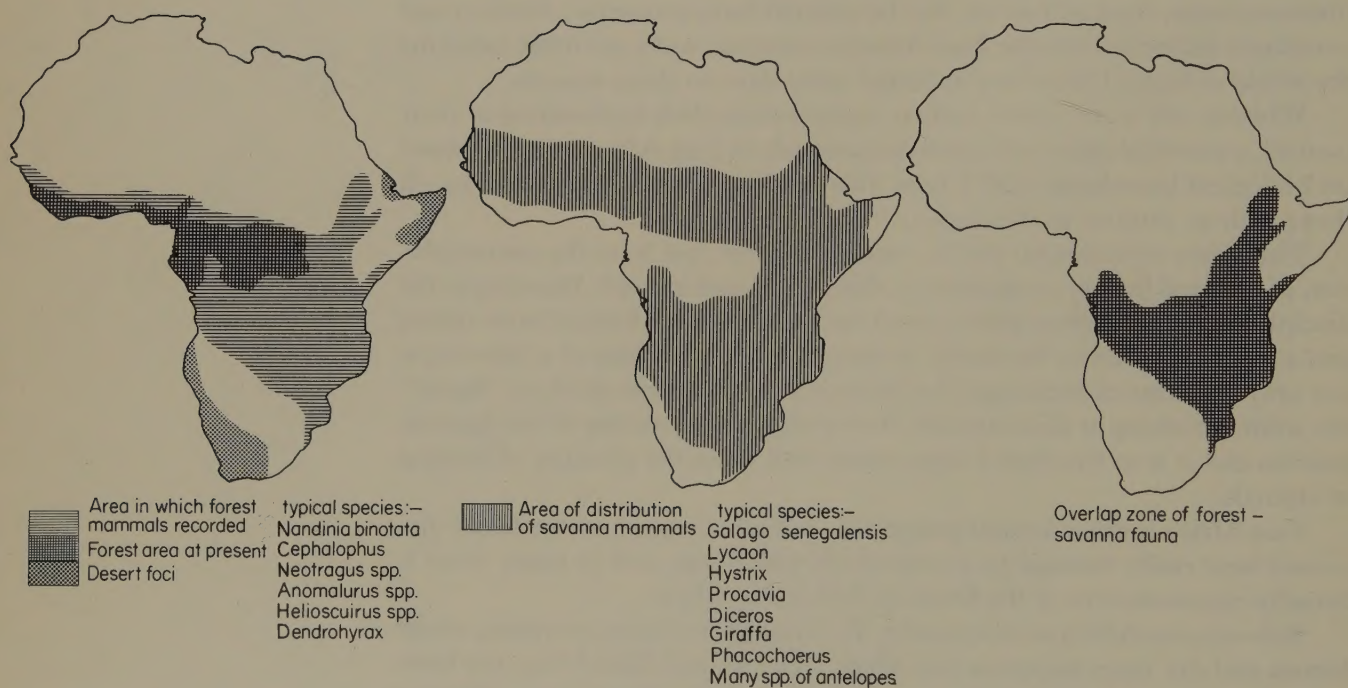 Area in which forest
mammals recorded
Forest area at present
Desert foci
typical species:–
Nandinia binotata
Cephalophus
Neotragus spp.
Anomalurus spp.
Helioscuirus spp.
Dendrohyrax
Area of distribution
of savanna mammals
typical species:–
Galago senegalensis
Lycaon
Hystrix
Procavia
Diceros
Giraffa
Phacochoerus
Many spp. of antelopes
Overlap zone of forest –
savanna fauna